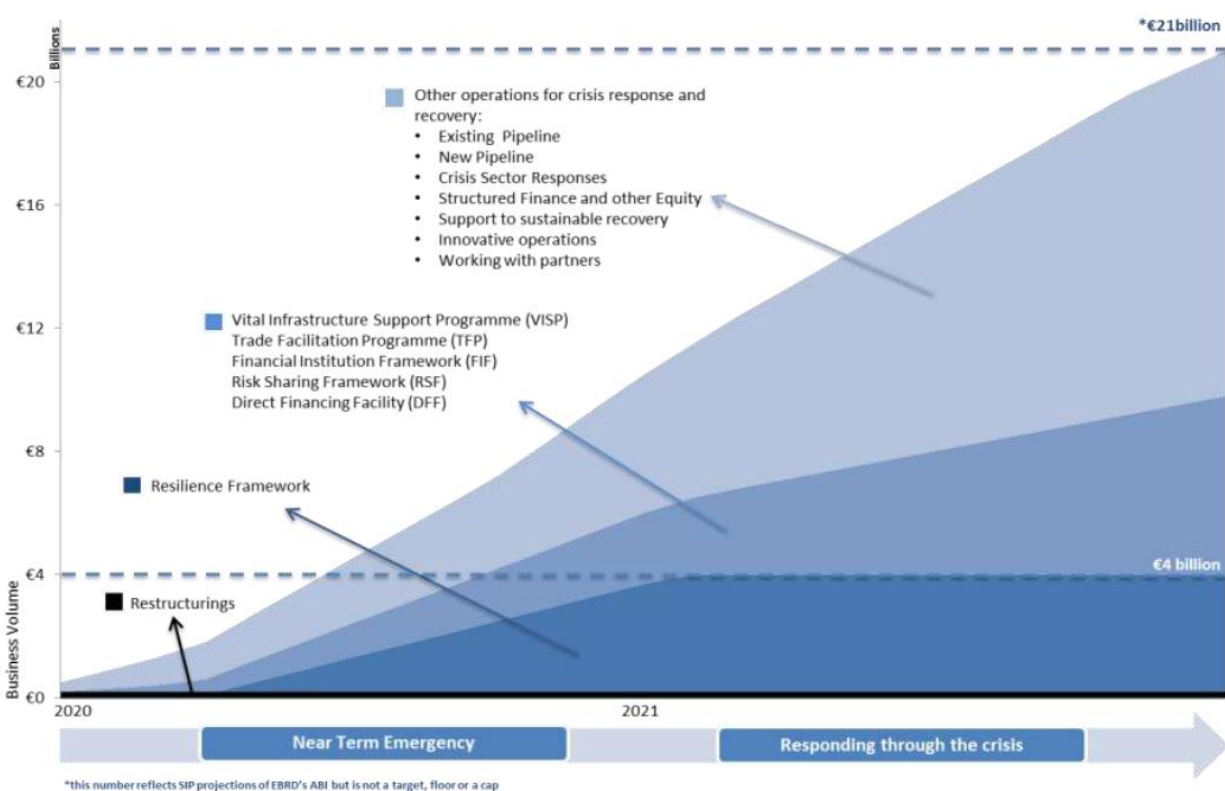 *€21billion
Billions
€20
€16
€12
€8
€4
€0
Business Volume
Other operations for crisis response and
recovery:
• Existing Pipeline
• New Pipeline
• Crisis Sector Responses
• Structured Finance and other Equity
• Support to sustainable recovery
• Innovative operations
• Working with partners
Vital Infrastructure Support Programme (VISP)
Trade Facilitation Programme (TFP)
Financial Institution Framework (FIF)
Risk Sharing Framework (RSF)
Direct Financing Facility (DFF)
Resilience Framework
€4 billion
Restructurings
2020
2021
Near Term Emergency
Responding through the crisis
*this number reflects SIP projections of EBRD's ABI but is not a target, floor or a cap